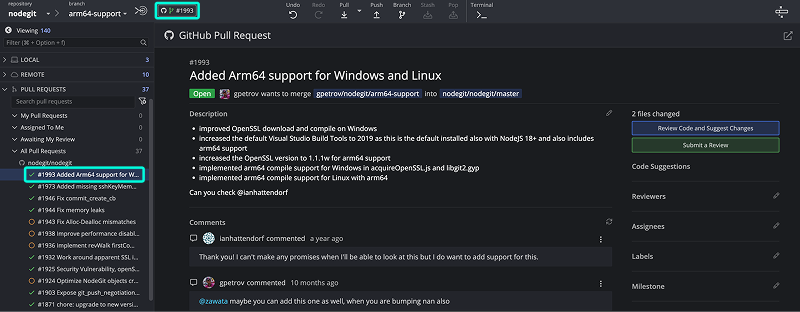 repository
nodegit
branch
arm64-support
#1993
Undo
Redo
Pull
Push
Branch
Stash
Pop
Terminal
Viewing 140
Filter (⌘ + Option + f)
LOCAL 3
REMOTE 10
PULL REQUESTS 37
Search pull requests
My Pull Requests 0
Assigned To Me 0
Awaiting My Review 0
All Pull Requests 37
nodegit/nodegit
#1993 Added Arm64 support for W...
#1973 Added missing sshKeyMem...
#1946 Fix commit_create_cb
#1944 Fix memory leaks
#1943 Fix Alloc-Dealloc mismatches
#1938 Improve performance disabl...
#1936 Implement revWalk firstCo...
#1932 Work around apparent SSL i...
#1925 Security Vulnerability, openS...
#1924 Optimize NodeGit objects cr...
#1903 Expose git_push_negotiation...
#1871 chore: upgrade to new versi...
GitHub Pull Request
#1993
Added Arm64 support for Windows and Linux
Open gpetrov wants to merge gpetrov/nodegit/arm64-support into nodegit/nodegit/master
Description
• improved OpenSSL download and compile on Windows
• increased the default Visual Studio Build Tools to 2019 as this is the default installed also with NodeJS 18+ and also includes
arm64 support
• increased the OpenSSL version to 1.1.1w for arm64 support
• implemented arm64 compile support for Windows in acquireOpenSSL.js and libgit2.gyp
• implemented arm64 compile support for Linux with arm64
Can you check @ianhattendorf
Comments
ianhattendorf commented a year ago
Thank you! I can't make any promises when I'll be able to look at this but I do want to add support for this.
gpetrov commented 10 months ago
@zawata maybe you can add this one as well, when you are bumping nan also
2 files changed
Review Code and Suggest Changes
Submit a Review
Code Suggestions
Reviewers
Assignees
Labels
Milestone